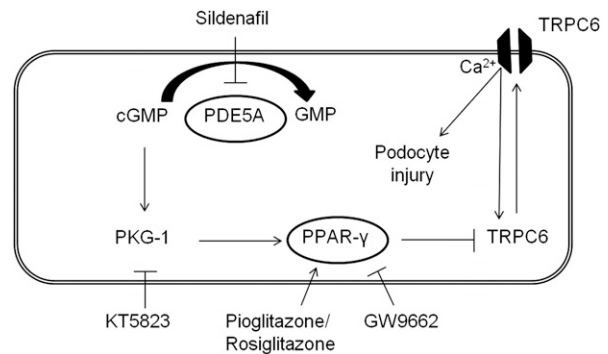 Sildenafil
TRPC6
Ca²⁺
cGMP
PDE5A
GMP
Podocyte
injury
PKG-1
PPAR-γ
TRPC6
KT5823
Pioglitazone/
Rosiglitazone
GW9662